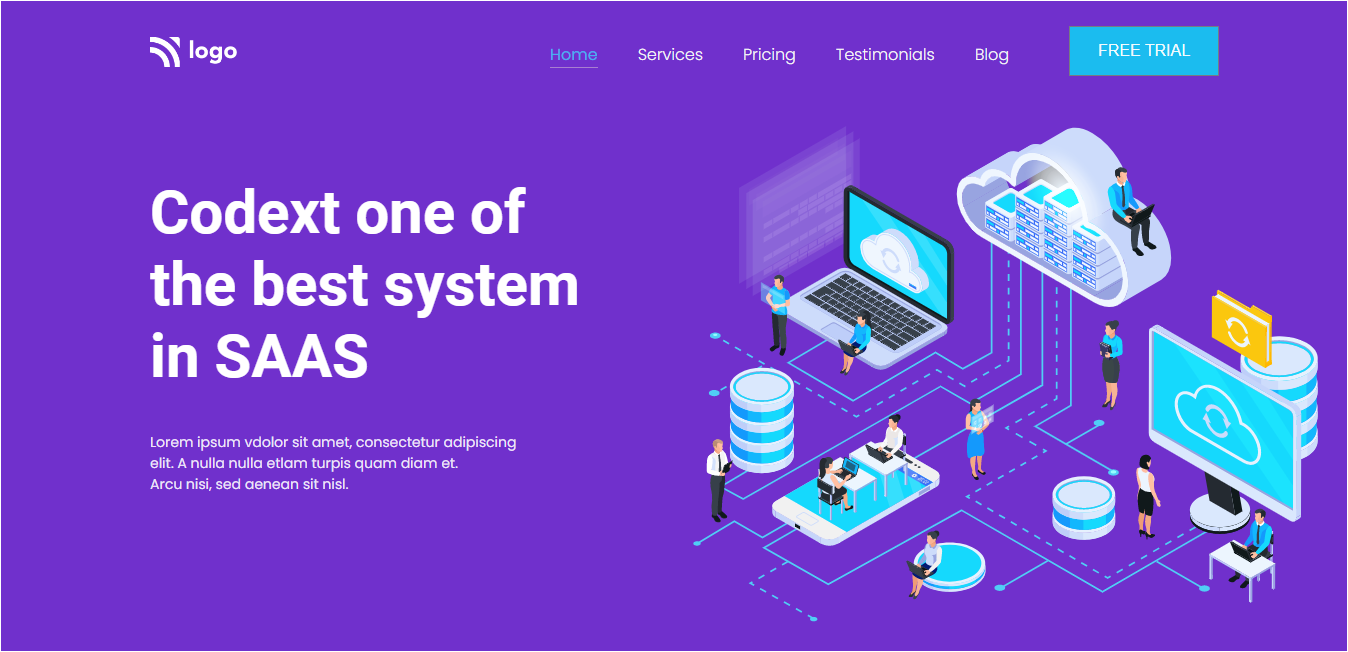 logo
Home
Services
Pricing
Testimonials
Blog
FREE TRIAL
Codext one of
the best system
in SAAS
Lorem ipsum vdolor sit amet, consectetur adipiscing
elit. A nulla nulla etlam turpis quam diam et.
Arcu nisi, sed aenean sit nisl.